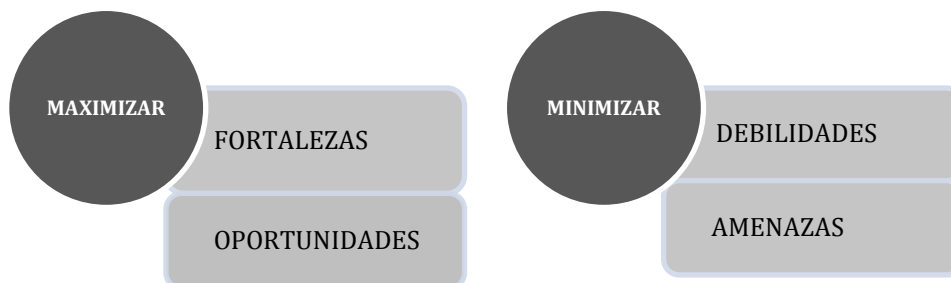 MAXIMIZAR
FORTALEZAS
OPORTUNIDADES
MINIMIZAR
DEBILIDADES
AMENAZAS